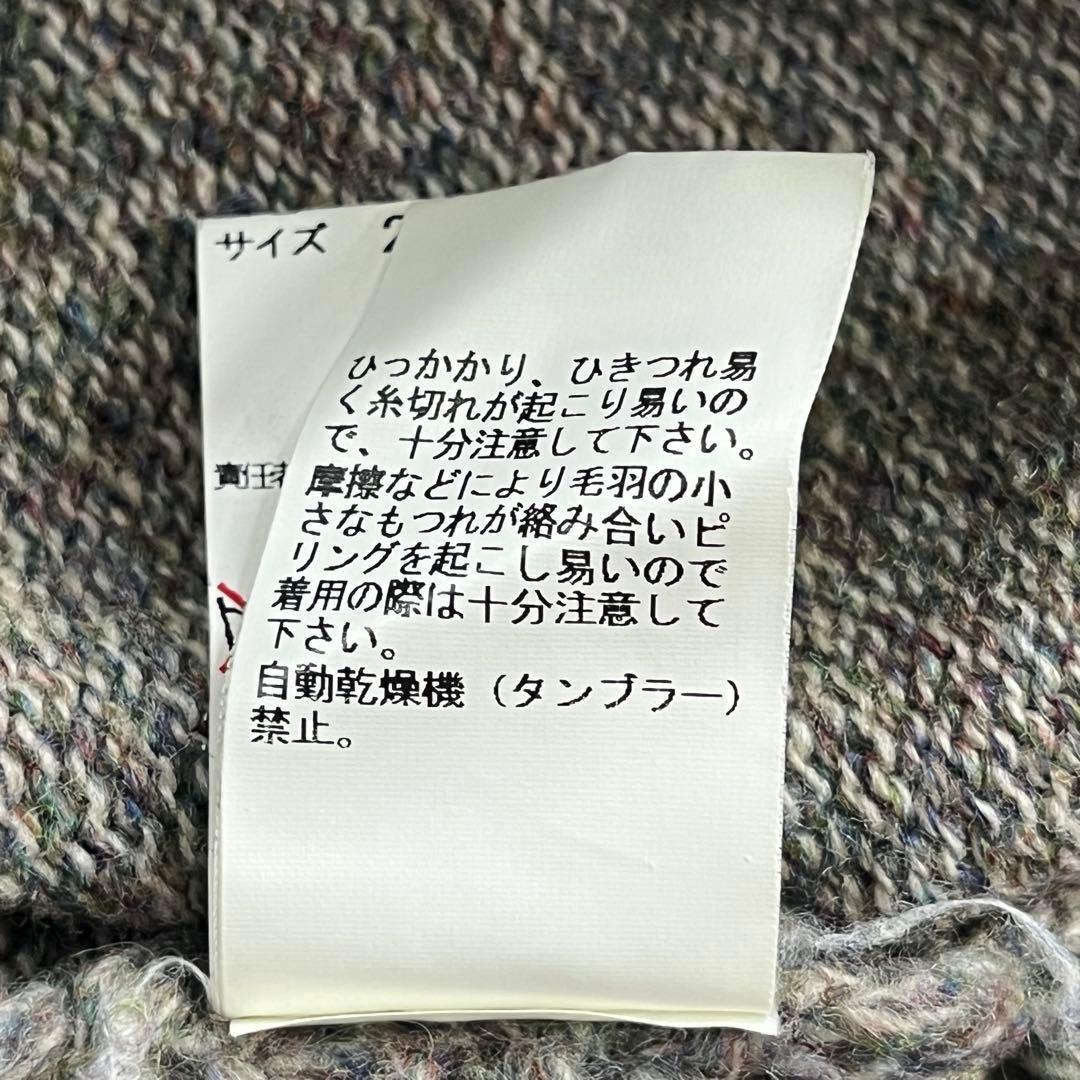 サイズ 2
ひっかかり、ひきつれ易
く糸切れが起こり易いの
で、十分注意して下さい。
責任
摩擦などにより毛羽の小
さなもつれが絡み合いピ
リングを起こし易いので
着用の際は十分注意して
下さい。
自動乾燥機（タンブラー）
禁止。